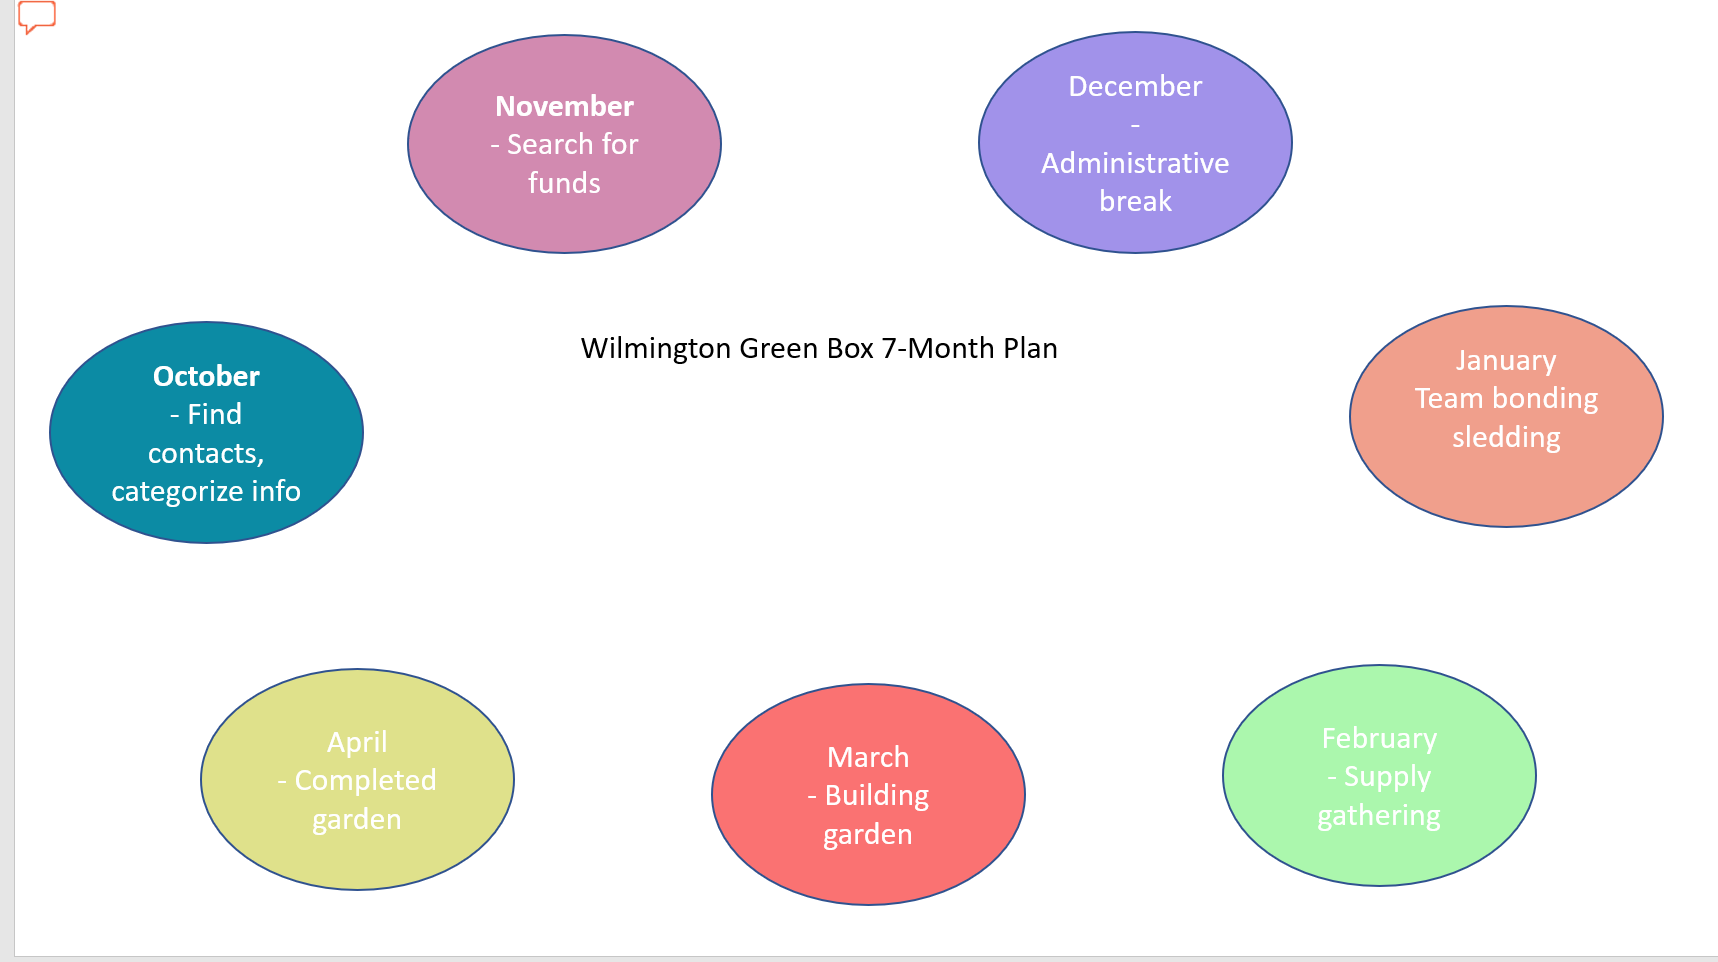 November
- Search for
funds
December
-
Administrative
break
Wilmington Green Box 7-Month Plan
October
- Find
contacts,
categorize info
January
Team bonding
sledding
April
- Completed
garden
March
- Building
garden
February
- Supply
gathering